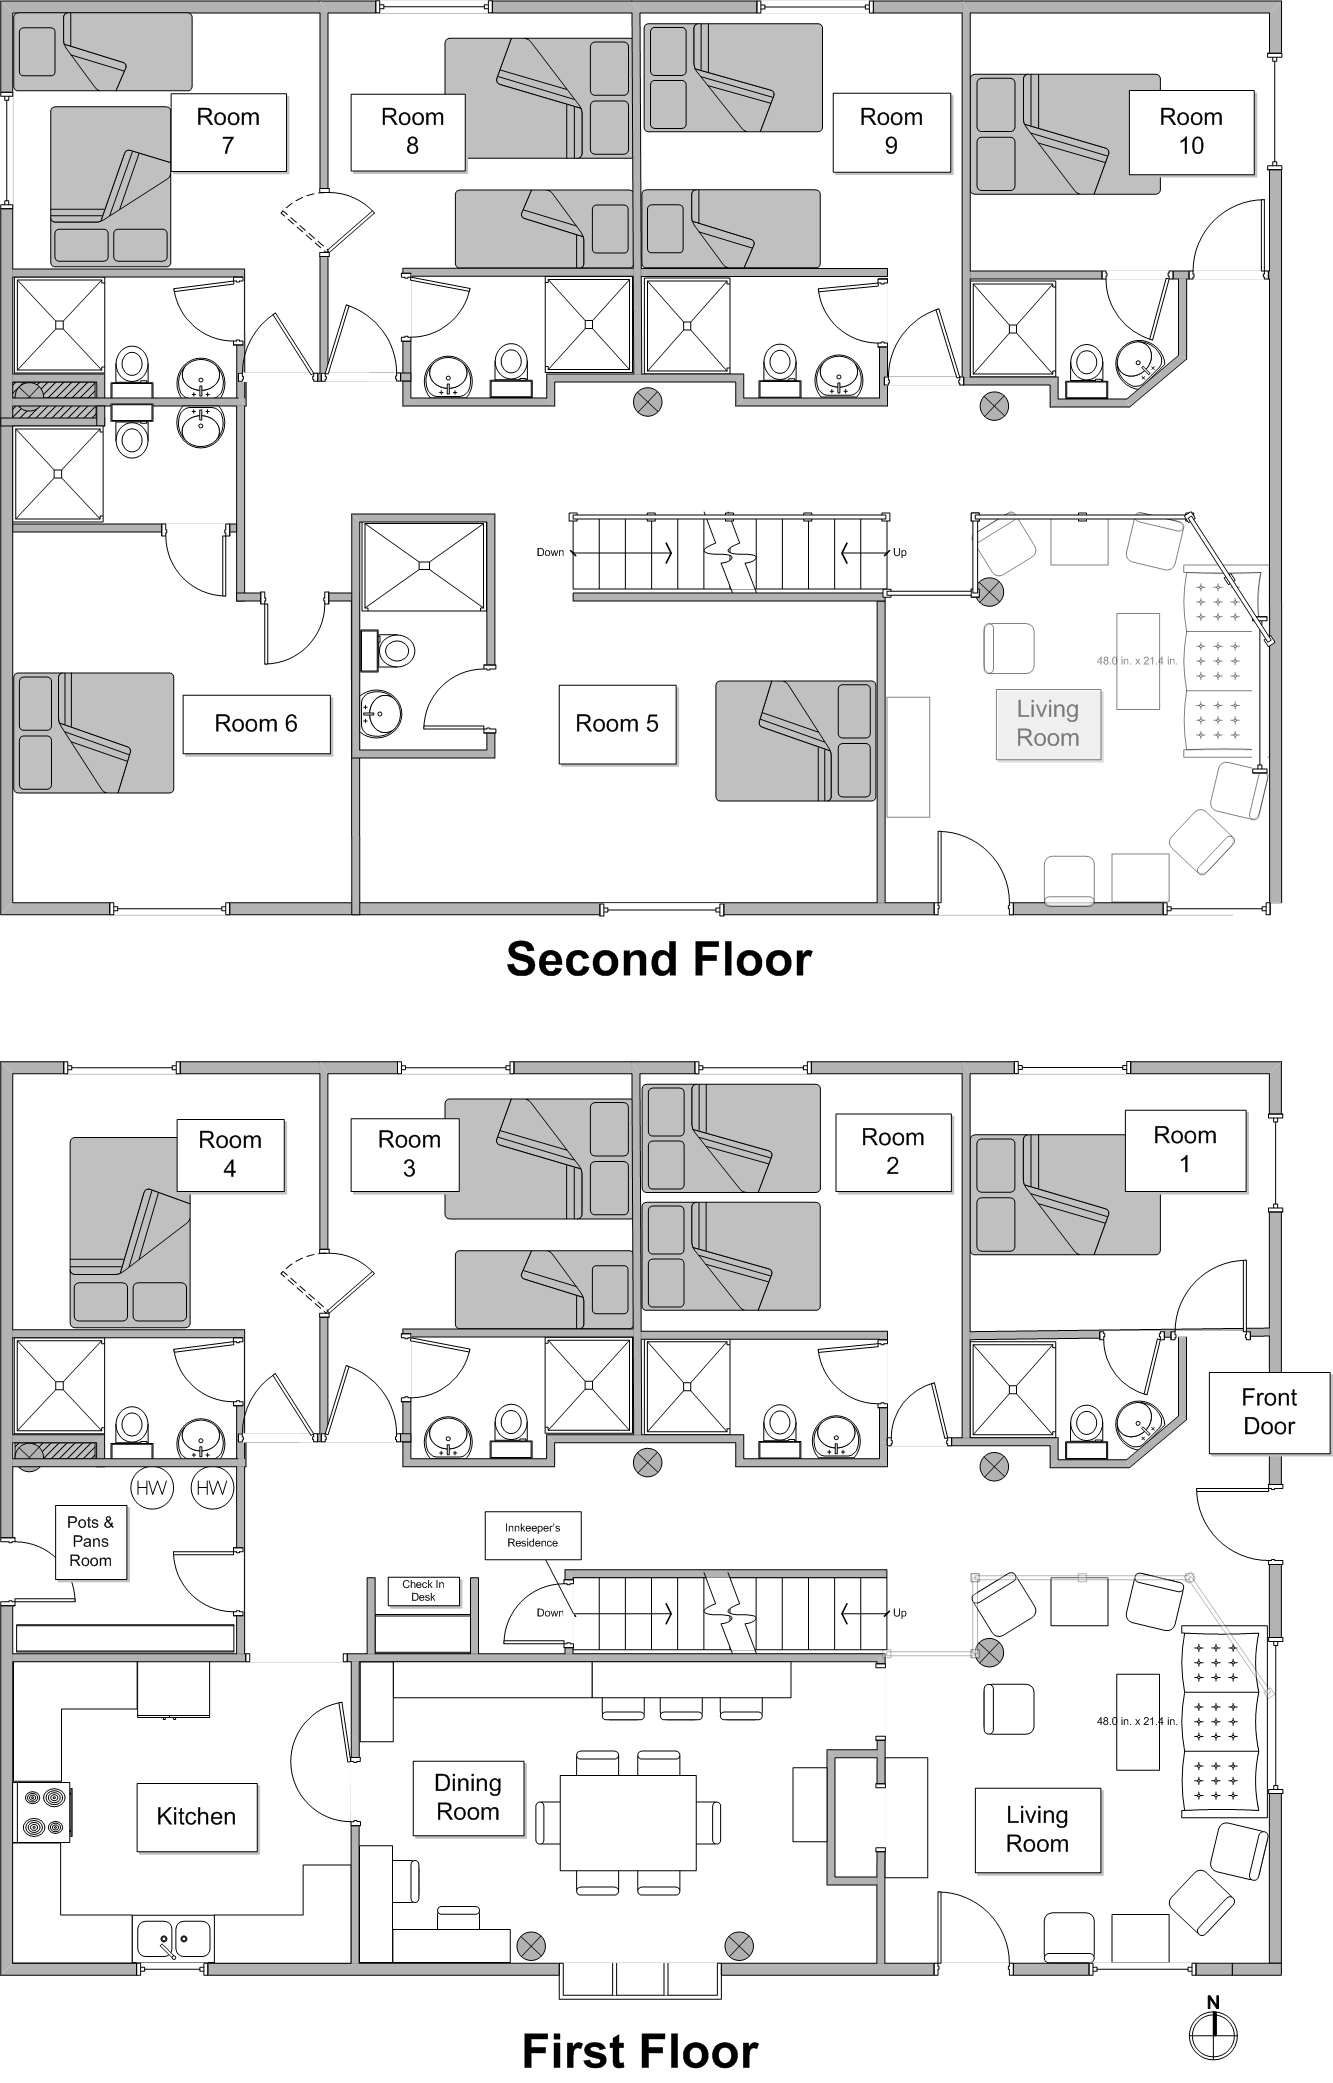 Room
7
Room
8
Room
9
Room
10
Down
Up
48.0 in. x 21.4 in.
Room 6
Room 5
Living
Room
Second Floor
Room
4
Room
3
Room
2
Room
1
Front
Door
HW
HW
Pots &
Pans
Room
Innkeeper's
Residence
Check In
Desk
Down
Up
48.0 in. x 21.4 in.
Kitchen
Dining
Room
Living
Room
N
First Floor